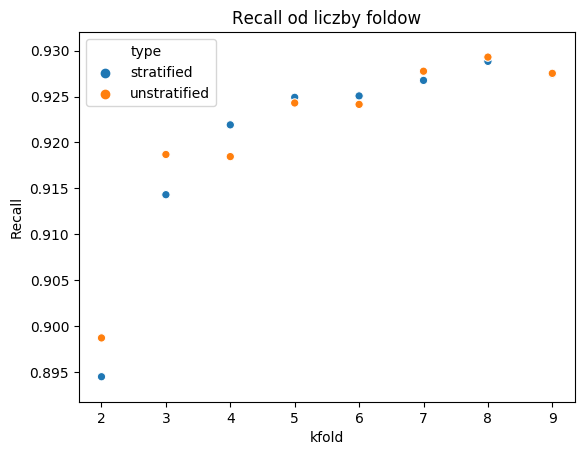 Recall od liczby foldow
type
stratified
unstratified
Recall
0.930
0.925
0.920
0.915
0.910
0.905
0.900
0.895
2 3 4 5 6 7 8 9
kfold